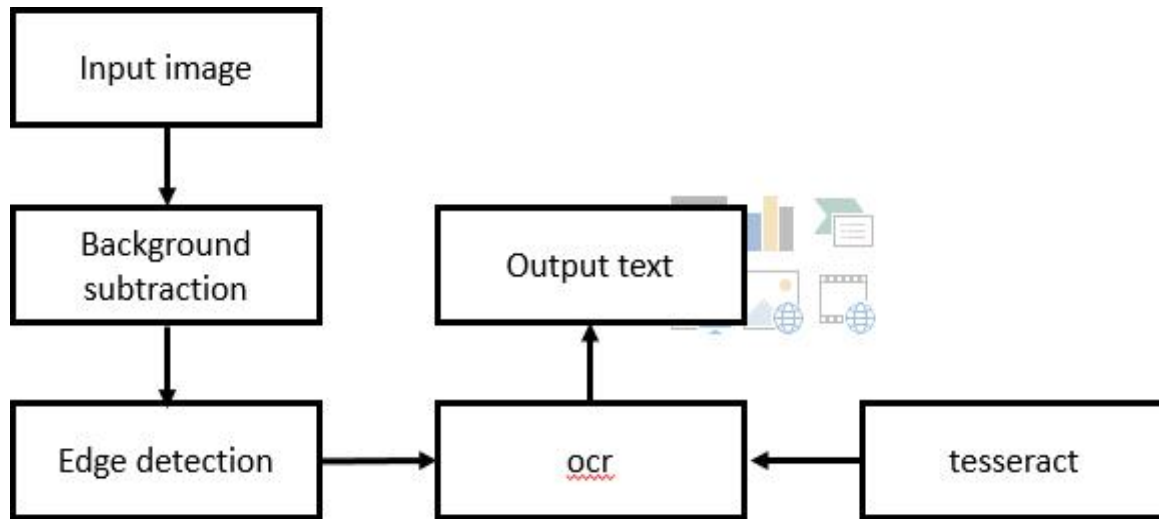 Input image
Background
subtraction
Output text
Edge detection
ocr
tesseract